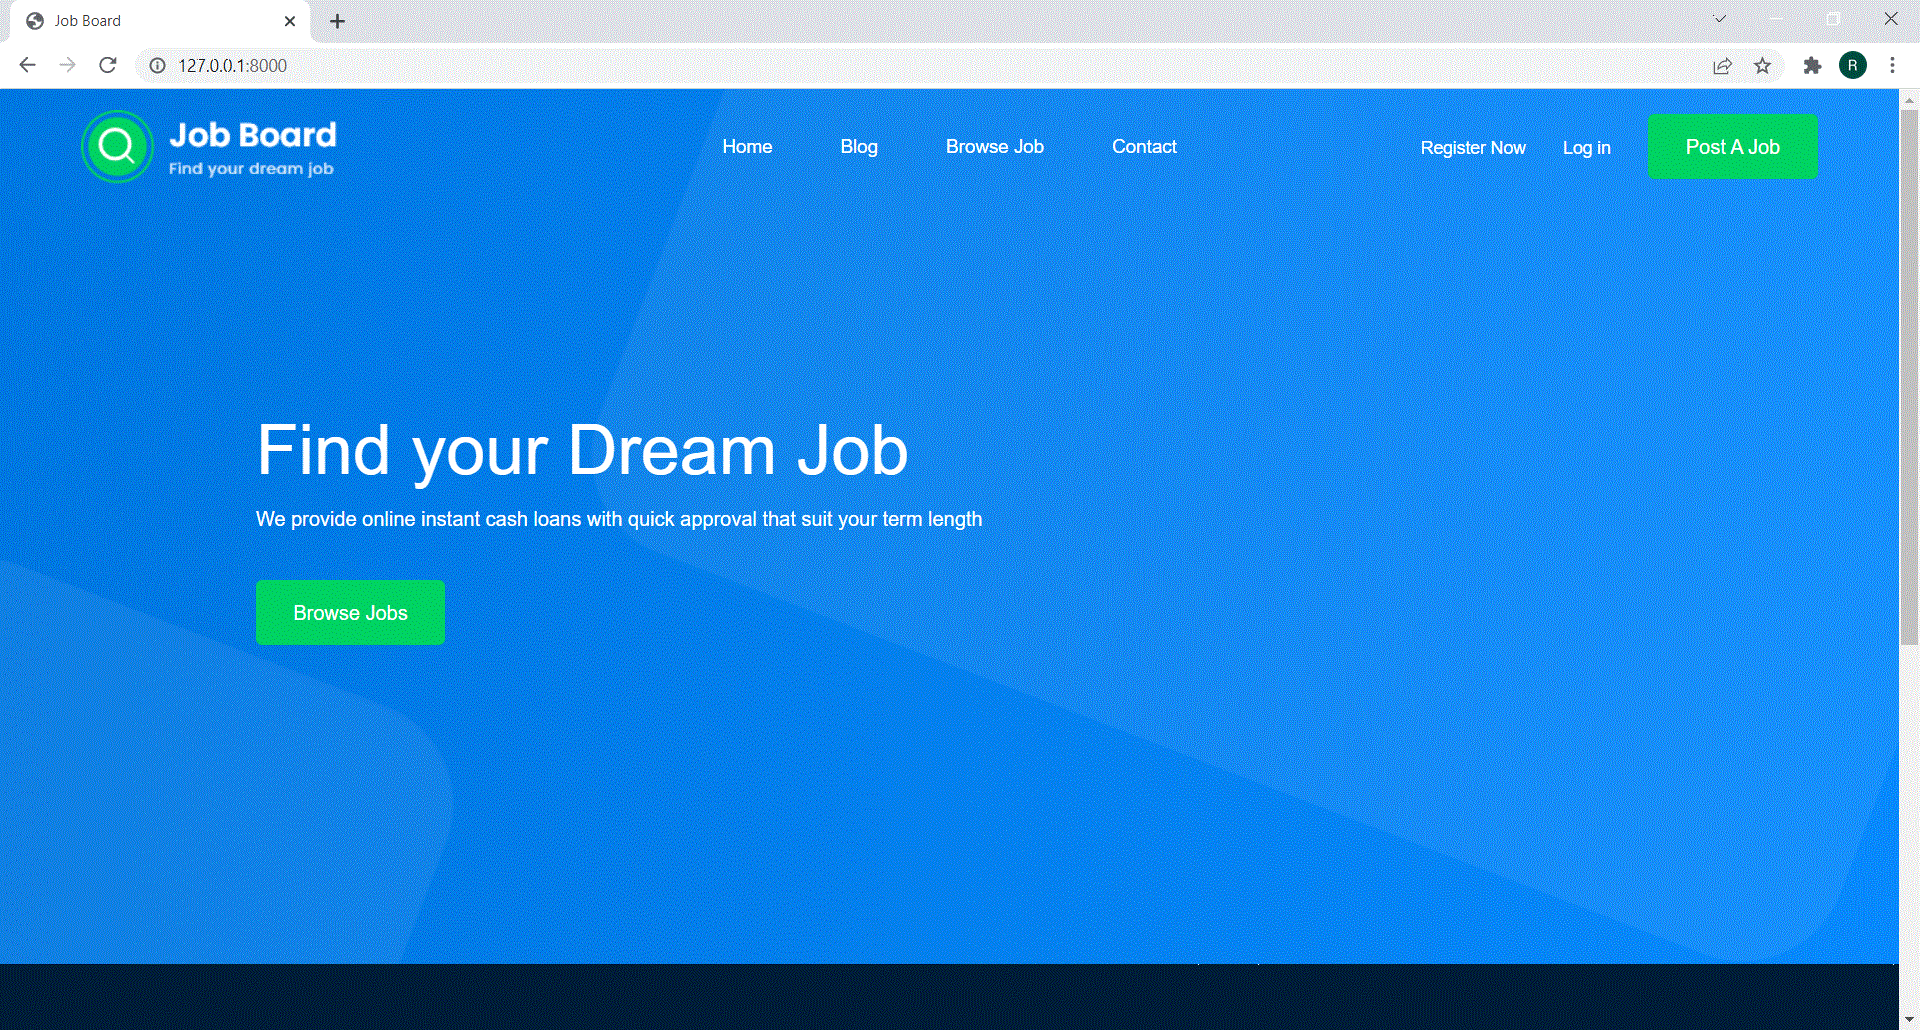 Job Board
127.0.0.1:8000
R
Job Board
Find your dream job
Home Blog Browse Job Contact Register Now Log in Post A Job
Find your Dream Job
We provide online instant cash loans with quick approval that suit your term length
Browse Jobs